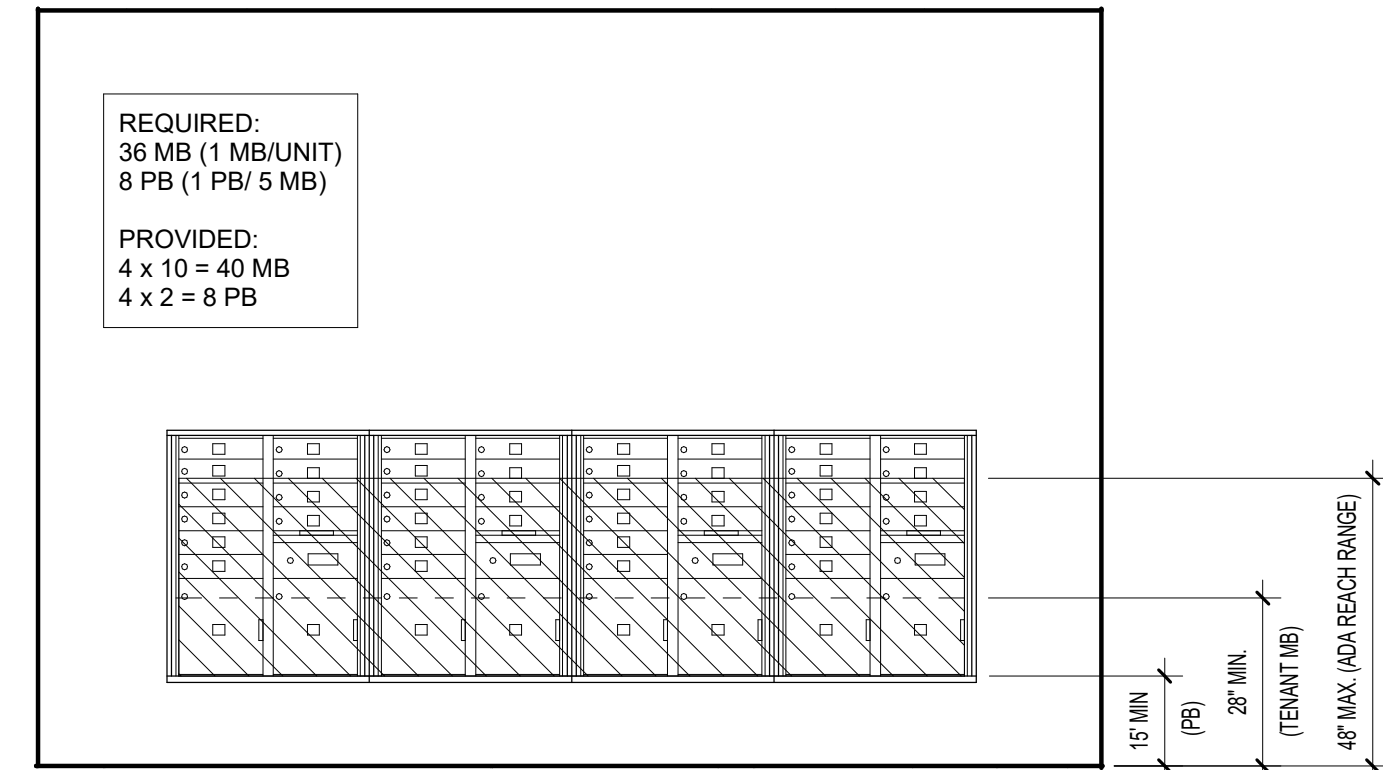 REQUIRED:
36 MB (1 MB/UNIT)
8 PB (1 PB/ 5 MB)
PROVIDED:
4 x 10 = 40 MB
4 x 2 = 8 PB
15' MIN
(PB)
28" MIN.
(TENANT MB)
48" MAX. (ADA REACH RANGE)